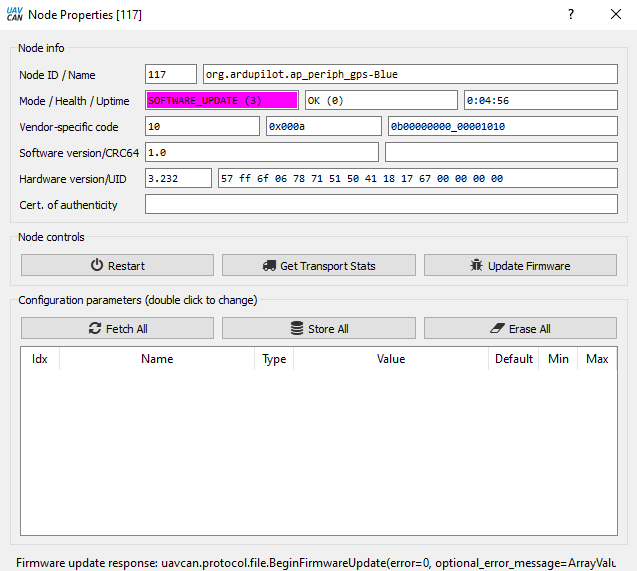 UAV
CAN
Node Properties [117]
?
Node info
Node ID / Name 117 org.ardupilot.ap_periph_gps-Blue
Mode / Health / Uptime SOFTWARE_UPDATE (3) OK (0) 0:04:56
Vendor-specific code 10 0x000a 0b00000000_00001010
Software version/CRC64 1.0
Hardware version/UID 3.232 57 ff 6f 06 78 71 51 50 41 18 17 67 00 00 00 00
Cert. of authenticity
Node controls
Restart Get Transport Stats Update Firmware
Configuration parameters (double click to change)
Fetch All Store All Erase All
Idx Name Type Value Default Min Max
Firmware update response: uavcan.protocol.file.BeginFirmwareUpdate(error=0, optional_error_message=ArrayValu